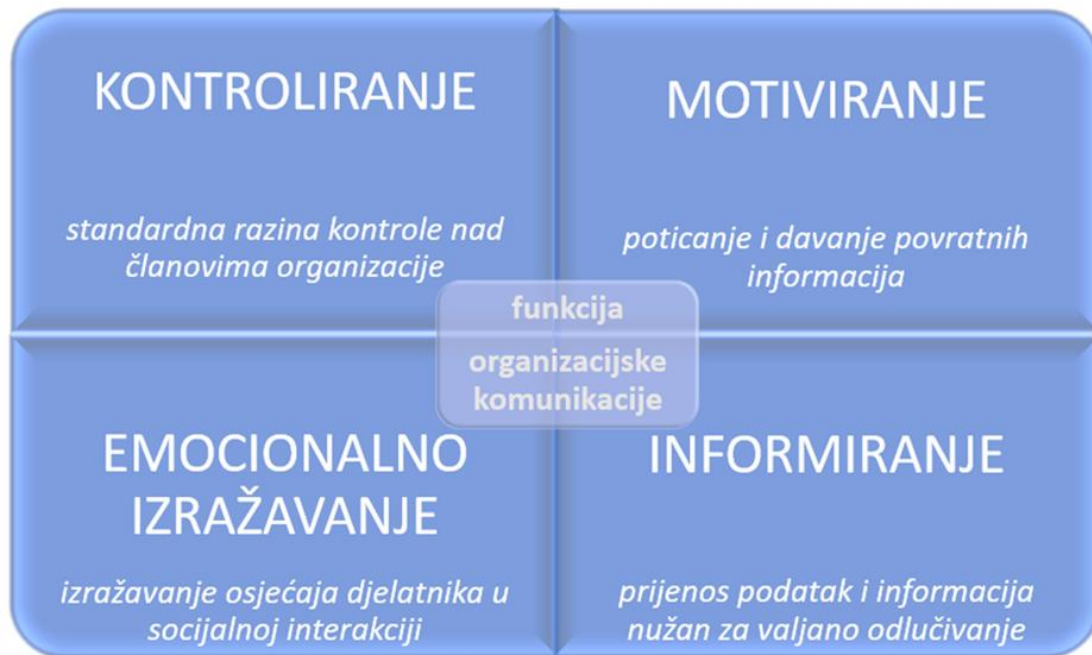 KONTROLIRANJE
standardna razina kontrole nad
članovima organizacije
MOTIVIRANJE
poticanje i davanje povratnih
informacija
funkcija
organizacijske
komunikacije
EMOCIONALNO
IZRAŽAVANJE
izražavanje osjećaja djelatnika u
socijalnoj interakciji
INFORMIRANJE
prijenos podatak i informacija
nužan za valjano odlučivanje